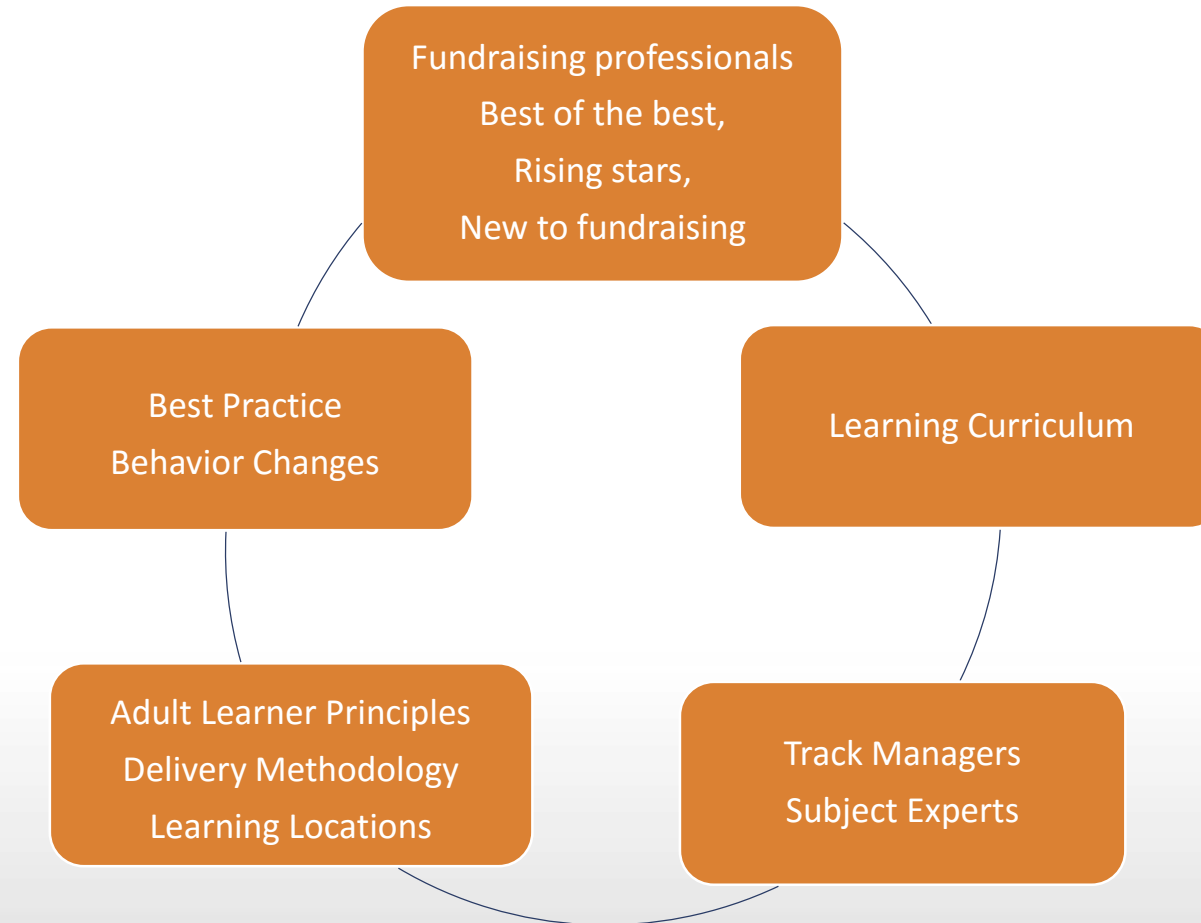 Fundraising professionals
Best of the best,
Rising stars,
New to fundraising
Learning Curriculum
Track Managers
Subject Experts
Adult Learner Principles
Delivery Methodology
Learning Locations
Best Practice
Behavior Changes